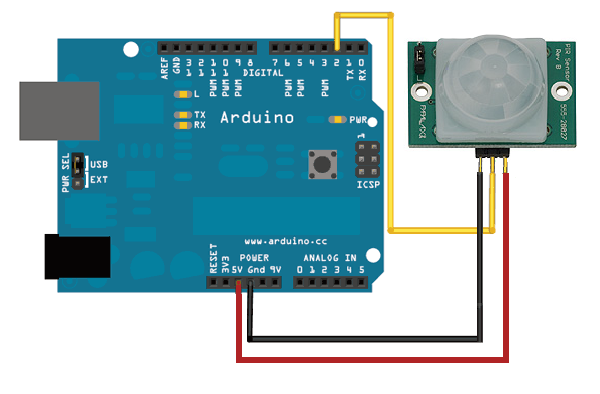 AREF
GND
13
12
11
10
9
8
7
6
5
4
3
2
1
0
DIGITAL
PWM
PWM
PWM
PWM
PWM
PWM
TX
RX
L
TX
RX
Arduino
PWR
1
ICSP
PWR SEL
USB
EXT
www.arduino.cc
RESET
3V3
POWER
5V Gnd 9V
ANALOG IN
0 1 2 3 4 5
PIR Sensor
Rev B
555-28027